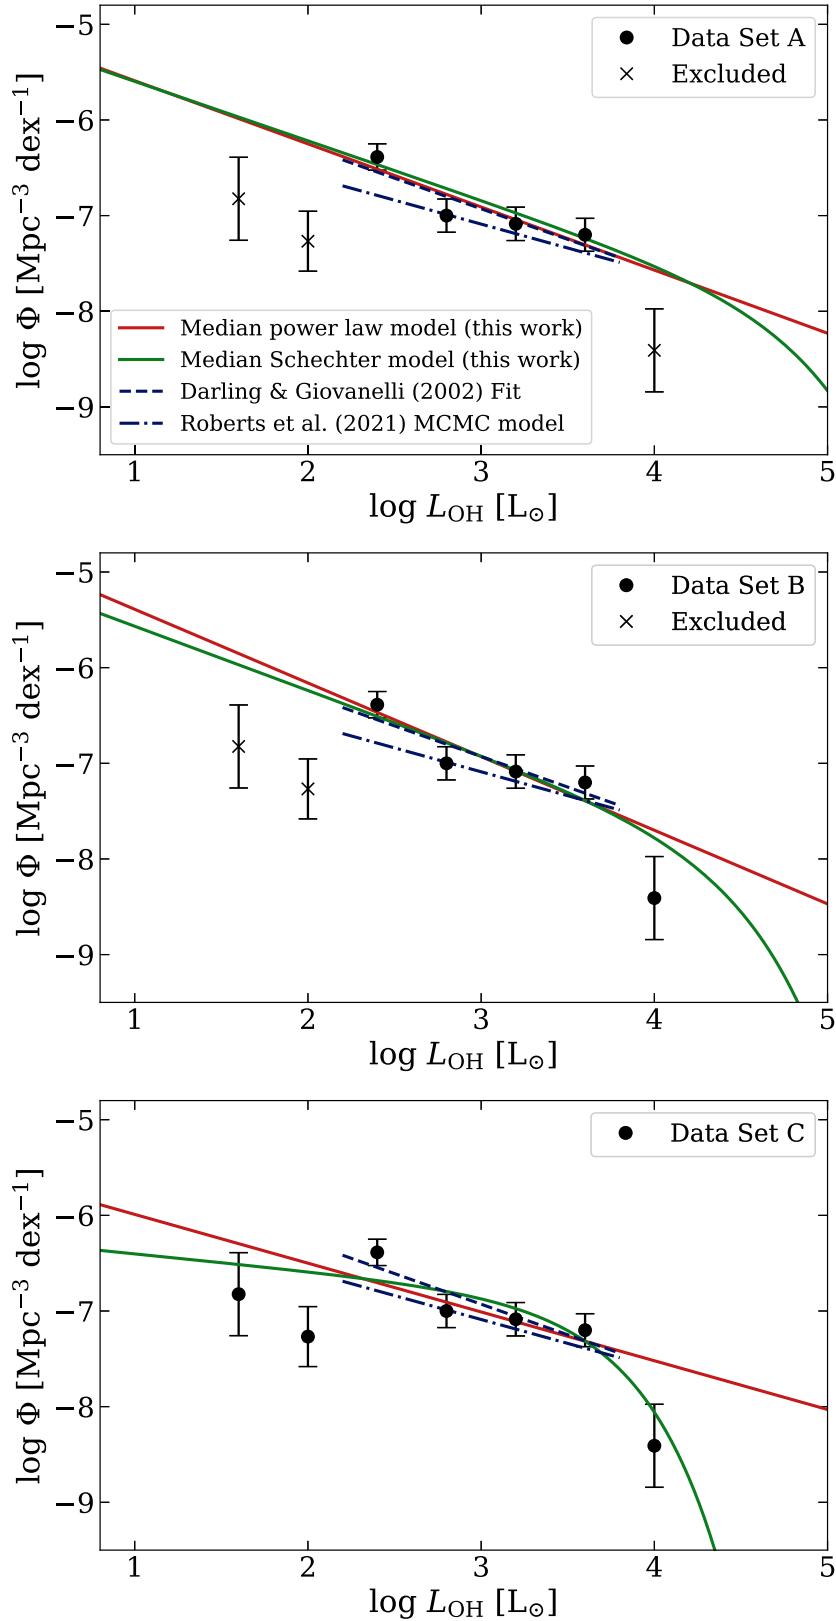 −5
Data Set A
Excluded
−6
−7
−8
−9
log Φ [Mpc⁻³ dex⁻¹]
Median power law model (this work)
Median Schechter model (this work)
Darling & Giovanelli (2002) Fit
Roberts et al. (2021) MCMC model
1 2 3 4 5
log L_OH [L_⊙]
−5
Data Set B
Excluded
−6
−7
−8
−9
log Φ [Mpc⁻³ dex⁻¹]
1 2 3 4 5
log L_OH [L_⊙]
−5
Data Set C
−6
−7
−8
−9
log Φ [Mpc⁻³ dex⁻¹]
1 2 3 4 5
log L_OH [L_⊙]